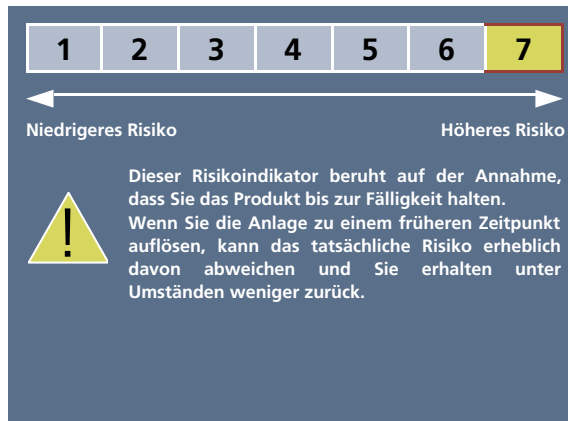 1 2 3 4 5 6 7
Niedrigeres Risiko Höheres Risiko
Dieser Risikoindikator beruht auf der Annahme,
dass Sie das Produkt bis zur Fälligkeit halten.
Wenn Sie die Anlage zu einem früheren Zeitpunkt
auflösen, kann das tatsächliche Risiko erheblich
davon abweichen und Sie erhalten unter
Umständen weniger zurück.
!